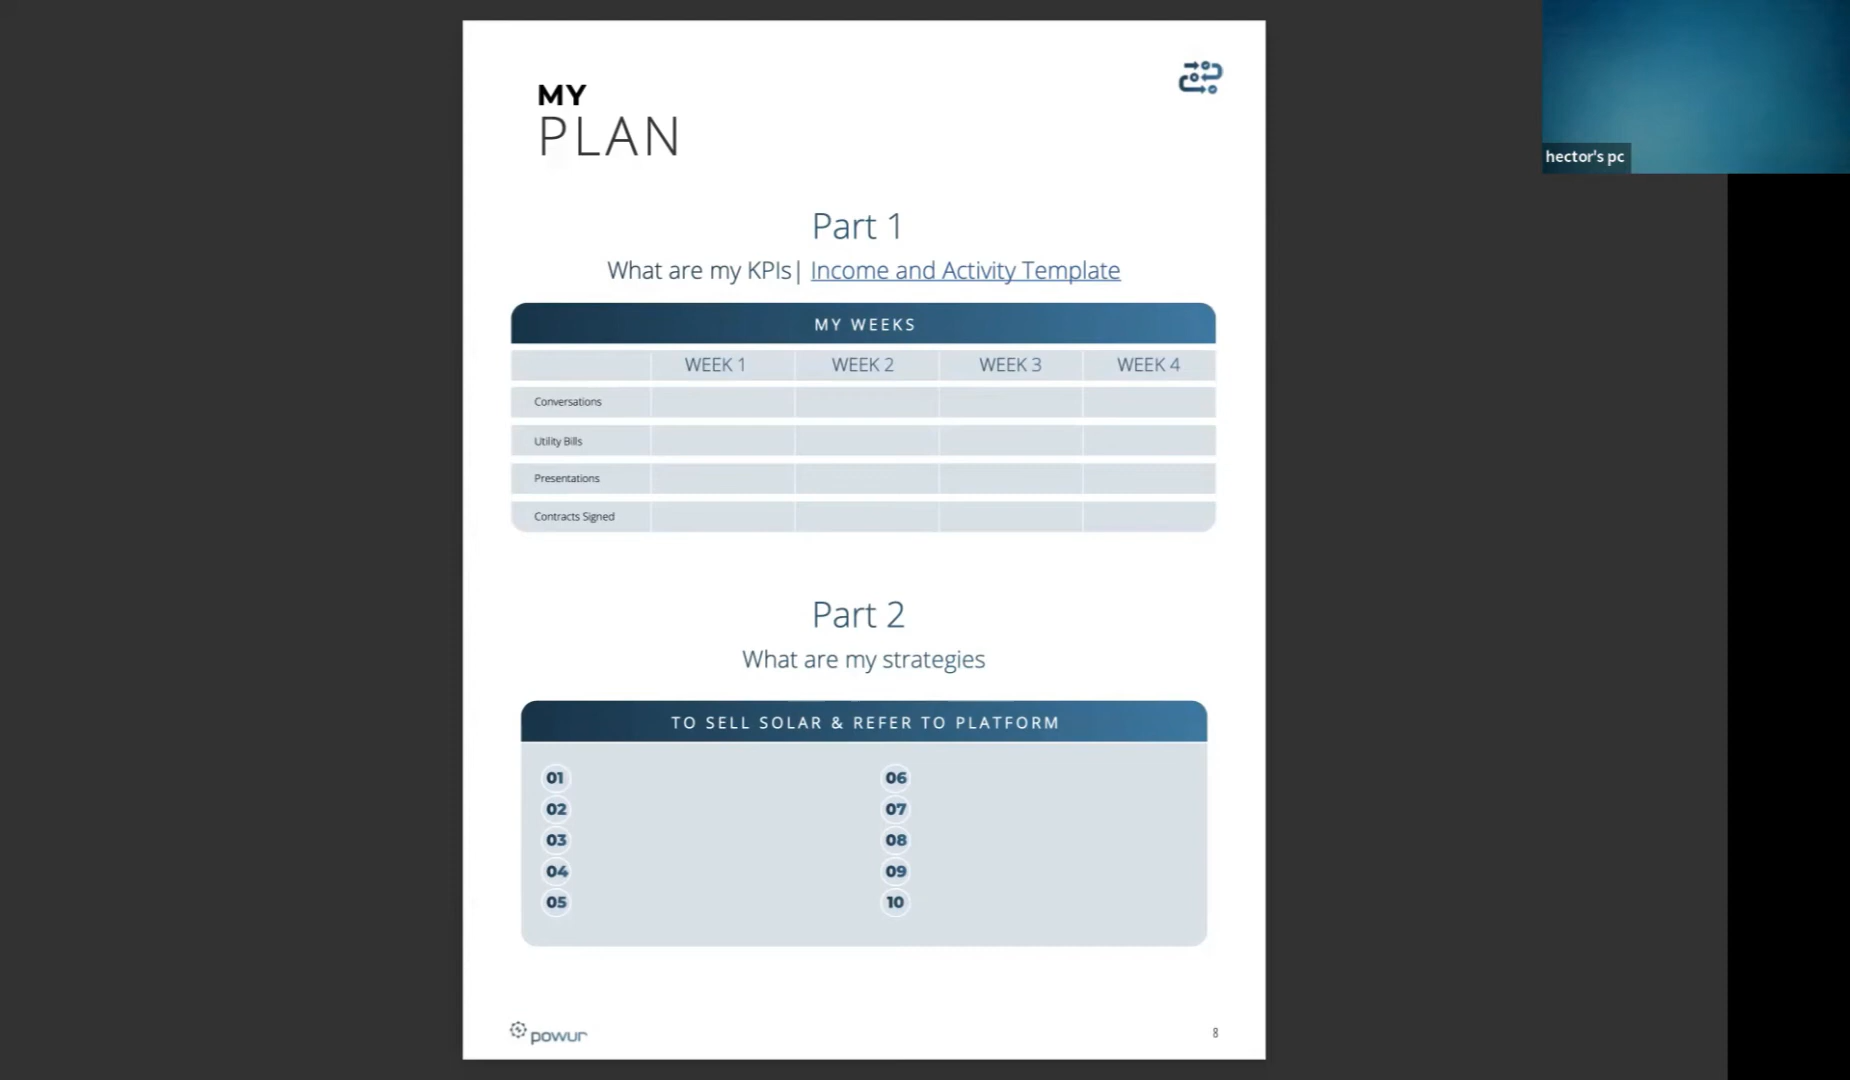 MY
PLAN
hector's pc
Part 1
What are my KPIs| Income and Activity Template
MY WEEKS
WEEK 1 WEEK 2 WEEK 3 WEEK 4
Conversations
Utility Bills
Presentations
Contracts Signed
Part 2
What are my strategies
TO SELL SOLAR & REFER TO PLATFORM
01 06
02 07
03 08
04 09
05 10
powur 8